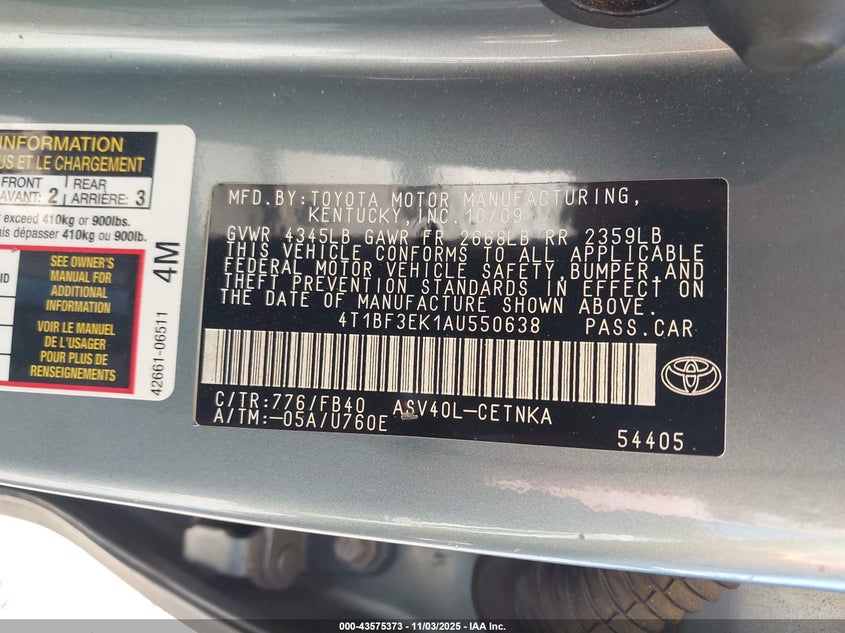 INFORMATION
US ET LE CHARGEMENT
FRONT
AVANT: 2
REAR
ARRIÈRE: 3
exceed 410kg or 900lbs.
ais dépasser 410kg ou 900lb.
SEE OWNER'S
MANUAL FOR
ADDITIONAL
INFORMATION
VOIR LE MANUEL
DE L'USAGER
POUR PLUS DE
RENSEIGNEMENTS
4M
42661-06511
MFD.BY:TOYOTA MOTOR MANUFACTURING,
KENTUCKY,INC.10/09
GVWR 4345LB GAWR FR 2668LB RR 2359LB
THIS VEHICLE CONFORMS TO ALL APPLICABLE
FEDERAL MOTOR VEHICLE SAFETY,BUMPER,AND
THEFT PREVENTION STANDARDS IN EFFECT ON
THE DATE OF MANUFACTURE SHOWN ABOVE.
4T1BF3EK1AU550638 PASS.CAR
C/TR:776/FB40 ASV40L-CETNKA
A/TM:-05A/U760E
54405
000-43575373 - 11/03/2025 - IAA Inc.